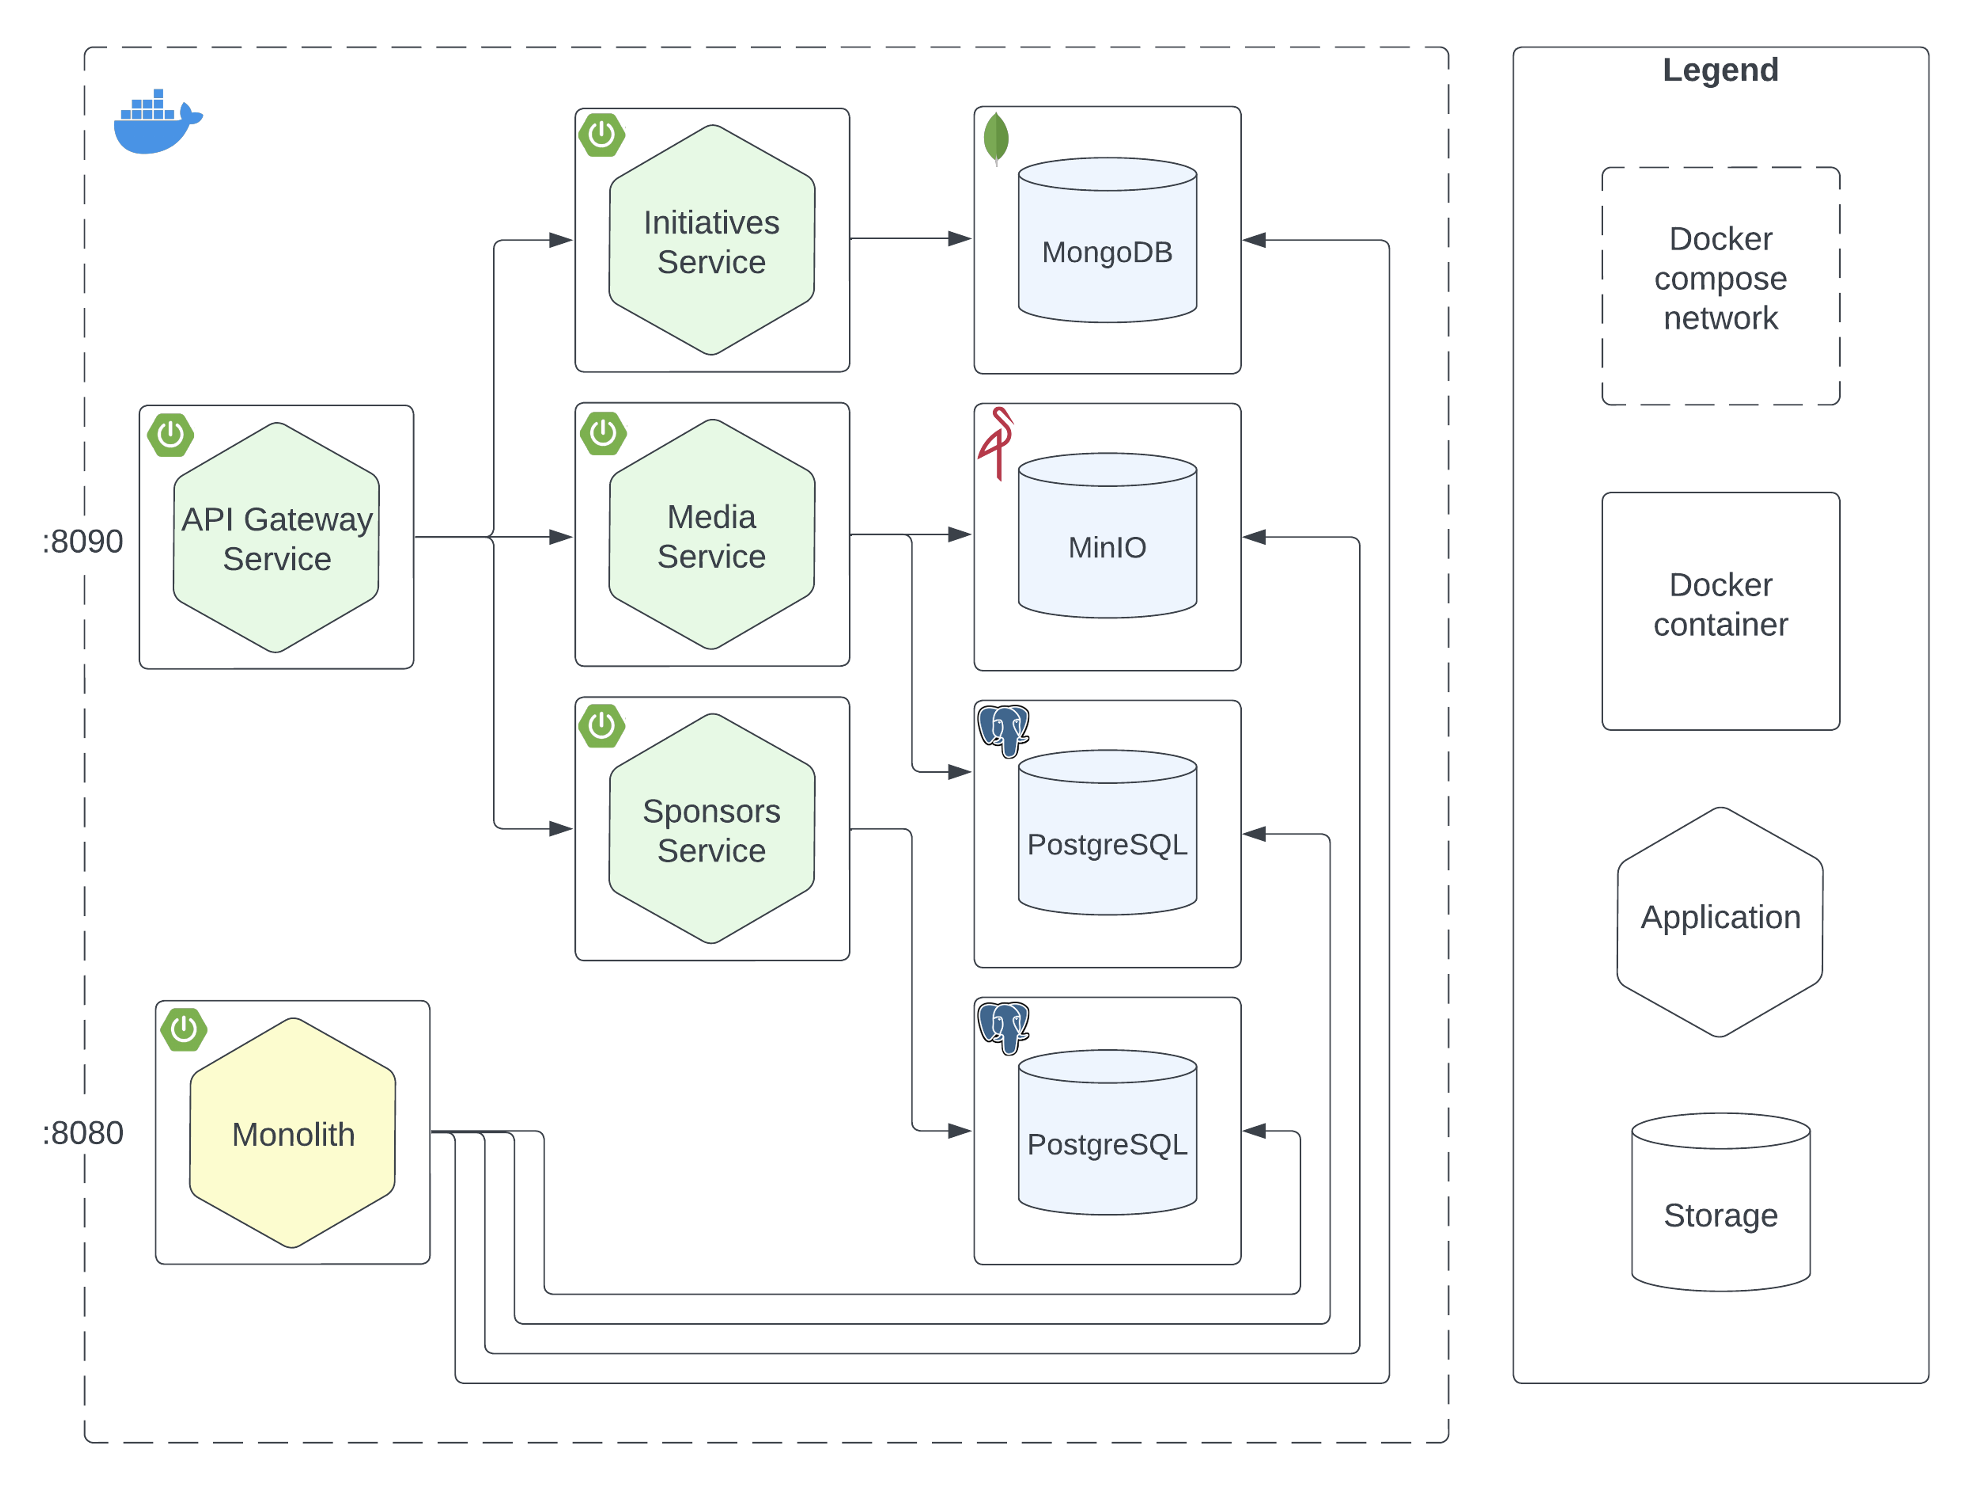 :8090
API Gateway
Service
Initiatives
Service
MongoDB
Media
Service
MinIO
Sponsors
Service
PostgreSQL
:8080
Monolith
PostgreSQL
Legend
Docker
compose
network
Docker
container
Application
Storage